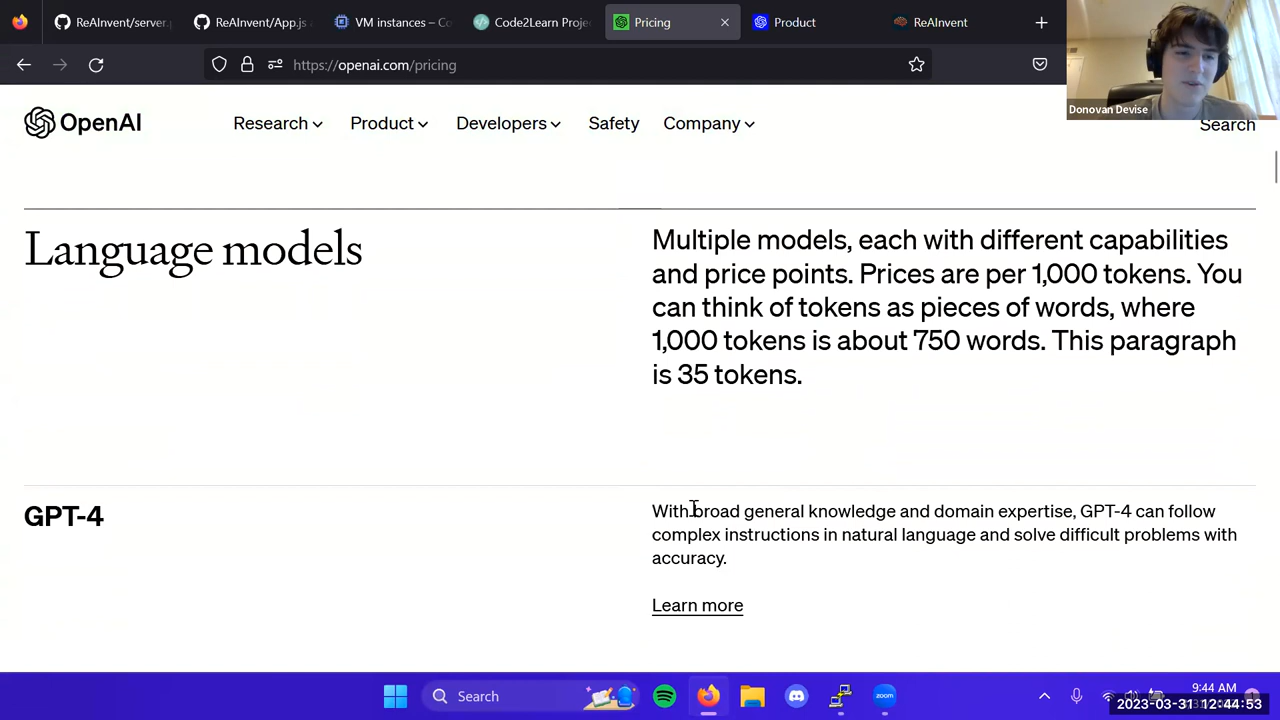 ReAInvent/server.
ReAInvent/App.js
VM instances – Co
Code2Learn Proje
Pricing
Product
ReAInvent
https://openai.com/pricing
Donovan Devise
OpenAI
Research
Product
Developers
Safety
Company
Search
Language models
Multiple models, each with different capabilities
and price points. Prices are per 1,000 tokens. You
can think of tokens as pieces of words, where
1,000 tokens is about 750 words. This paragraph
is 35 tokens.
GPT-4
With broad general knowledge and domain expertise, GPT-4 can follow
complex instructions in natural language and solve difficult problems with
accuracy.
Learn more
Search
zoom
9:44 AM
2023-03-31 12:44:53